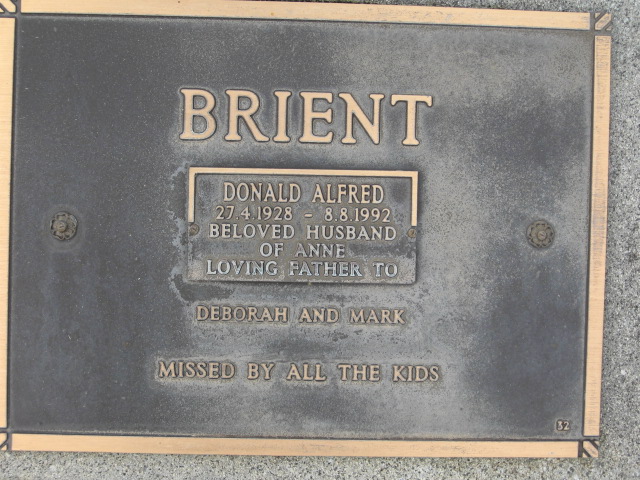 BRIENT
DONALD ALFRED
27.4.1928 - 8.8.1992
BELOVED HUSBAND
OF ANNE
LOVING FATHER TO
DEBORAH AND MARK
MISSED BY ALL THE KIDS
32